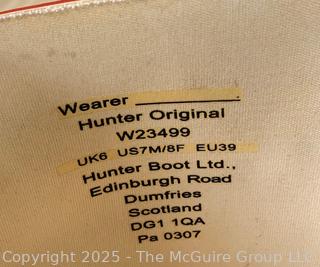 Wearer ____________.
Hunter Original
W23499
UK6 US7M/8F EU39
Hunter Boot Ltd.,
Edinburgh Road
Dumfries
Scotland
DG1 1QA
Pa 0307
Copyright 2025 - The McGuire Group LLC